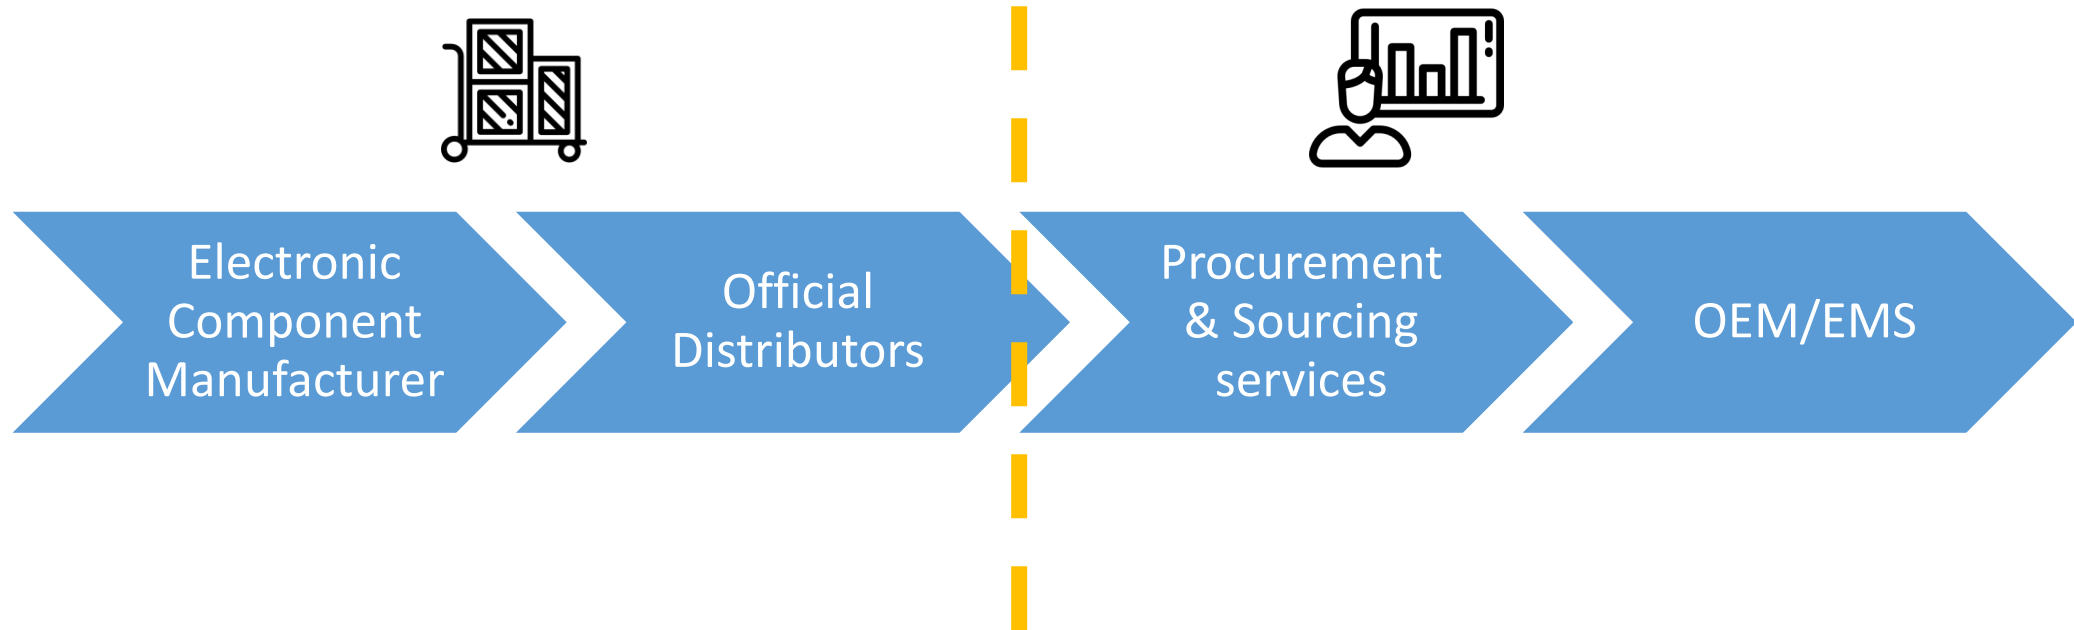 Electronic
Component
Manufacturer
Official
Distributors
Procurement
& Sourcing
services
OEM/EMS